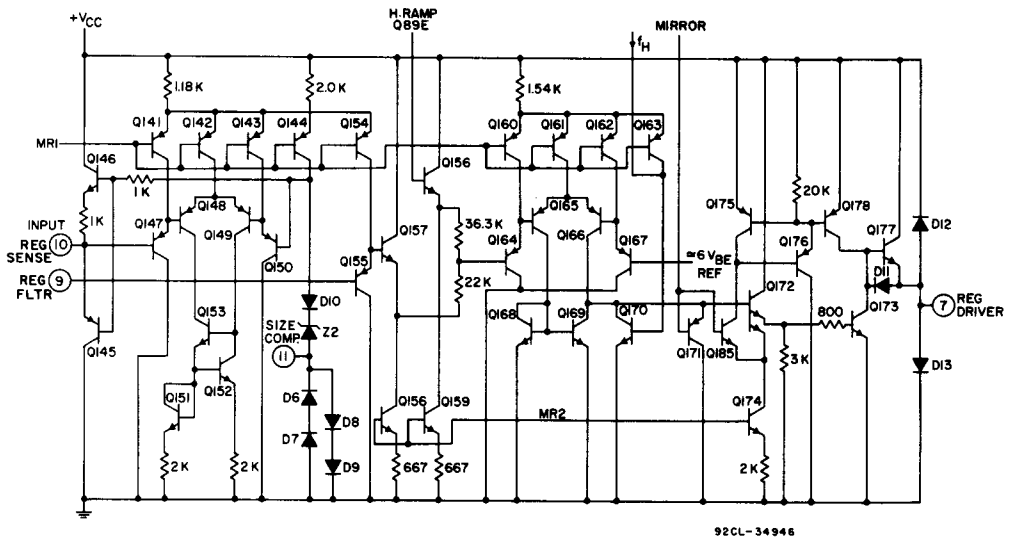 +VCC
H. RAMP
Q89E
MIRROR
fH
1.18K
2.0K
1.54K
Q141
Q142
Q143
Q144
Q154
Q160
Q161
Q162
Q163
MR1
Q146
Q156
1K
20K
Q175
Q178
1K
Q148
Q165
D12
INPUT
Q147
Q157
36.3K
Q176
Q177
REG SENSE 10
Q149
Q164
Q166
Q167
Q150
Q155
≃6 VBE
REF
D11
REG FLTR 9
22K
Q172
D10
Q173
7 REG DRIVER
Q153
SIZE COMP.
Z2
Q168
Q169
Q170
800
11
Q145
Q171
Q185
3K
D13
Q152
Q151
D6
D8
Q156
Q159
MR2
Q174
D7
D9
2K
2K
667
667
2K
92CL-34946